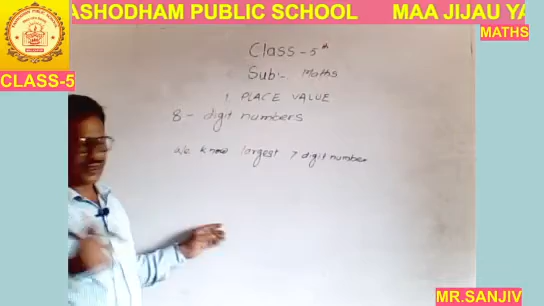 ASHODHAM PUBLIC SCHOOL MAA JIJAU YA
MATHS
CLASS-5
Class - 5th
Sub:- Maths
1. PLACE VALUE
8 - digit numbers
We know largest 7 digit number
MR.SANJIV